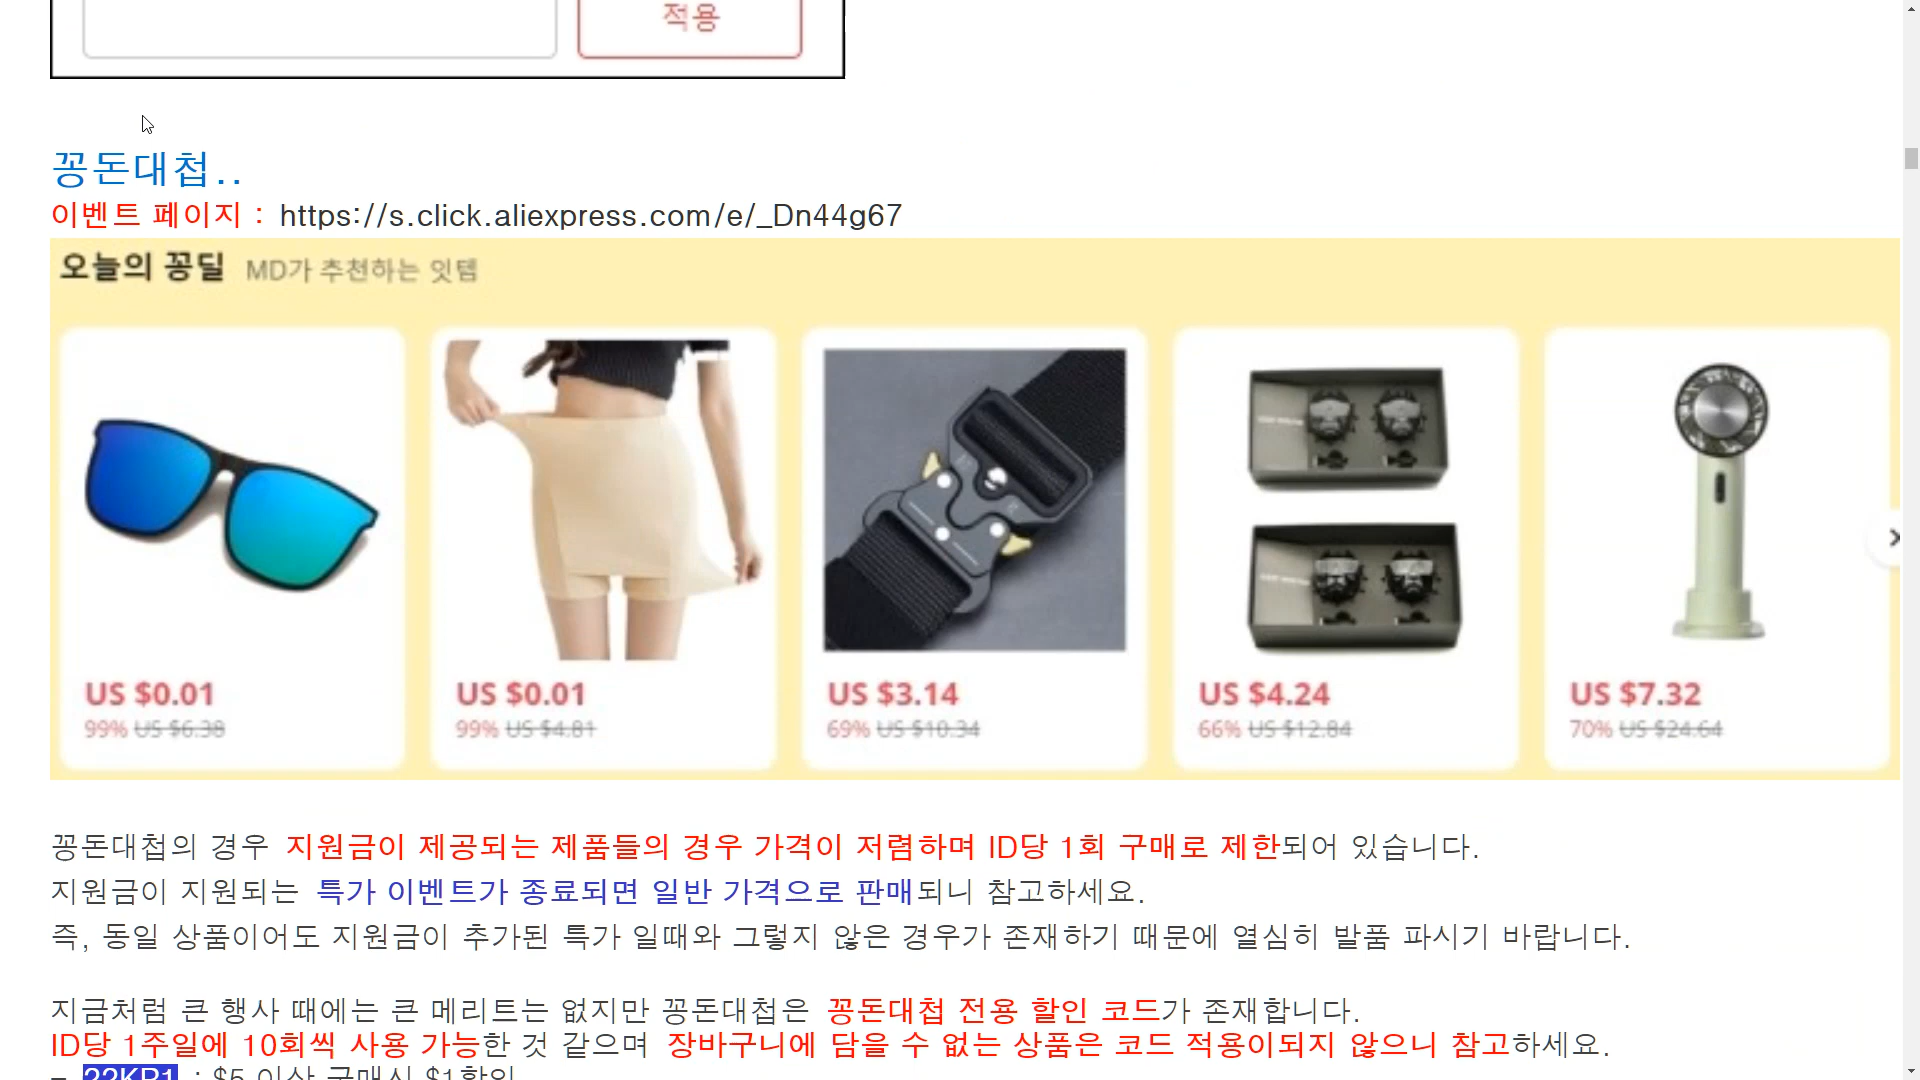 적용
꽁돈대첩..
이벤트 페이지 : https://s.click.aliexpress.com/e/_Dn44g67
오늘의 꽁딜 MD가 추천하는 잇템
US $0.01
99% US $6.38
US $0.01
99% US $4.81
US $3.14
69% US $10.34
US $4.24
66% US $12.84
US $7.32
70% US $24.64
꽁돈대첩의 경우 지원금이 제공되는 제품들의 경우 가격이 저렴하며 ID당 1회 구매로 제한되어 있습니다.
지원금이 지원되는 특가 이벤트가 종료되면 일반 가격으로 판매되니 참고하세요.
즉, 동일 상품이어도 지원금이 추가된 특가 일때와 그렇지 않은 경우가 존재하기 때문에 열심히 발품 파시기 바랍니다.
지금처럼 큰 행사 때에는 큰 메리트는 없지만 꽁돈대첩은 꽁돈대첩 전용 할인 코드가 존재합니다.
ID당 1주일에 10회씩 사용 가능한 것 같으며 장바구니에 담을 수 없는 상품은 코드 적용이되지 않으니 참고하세요.
- 22KR1 : $5 이상 구매시 $1할인